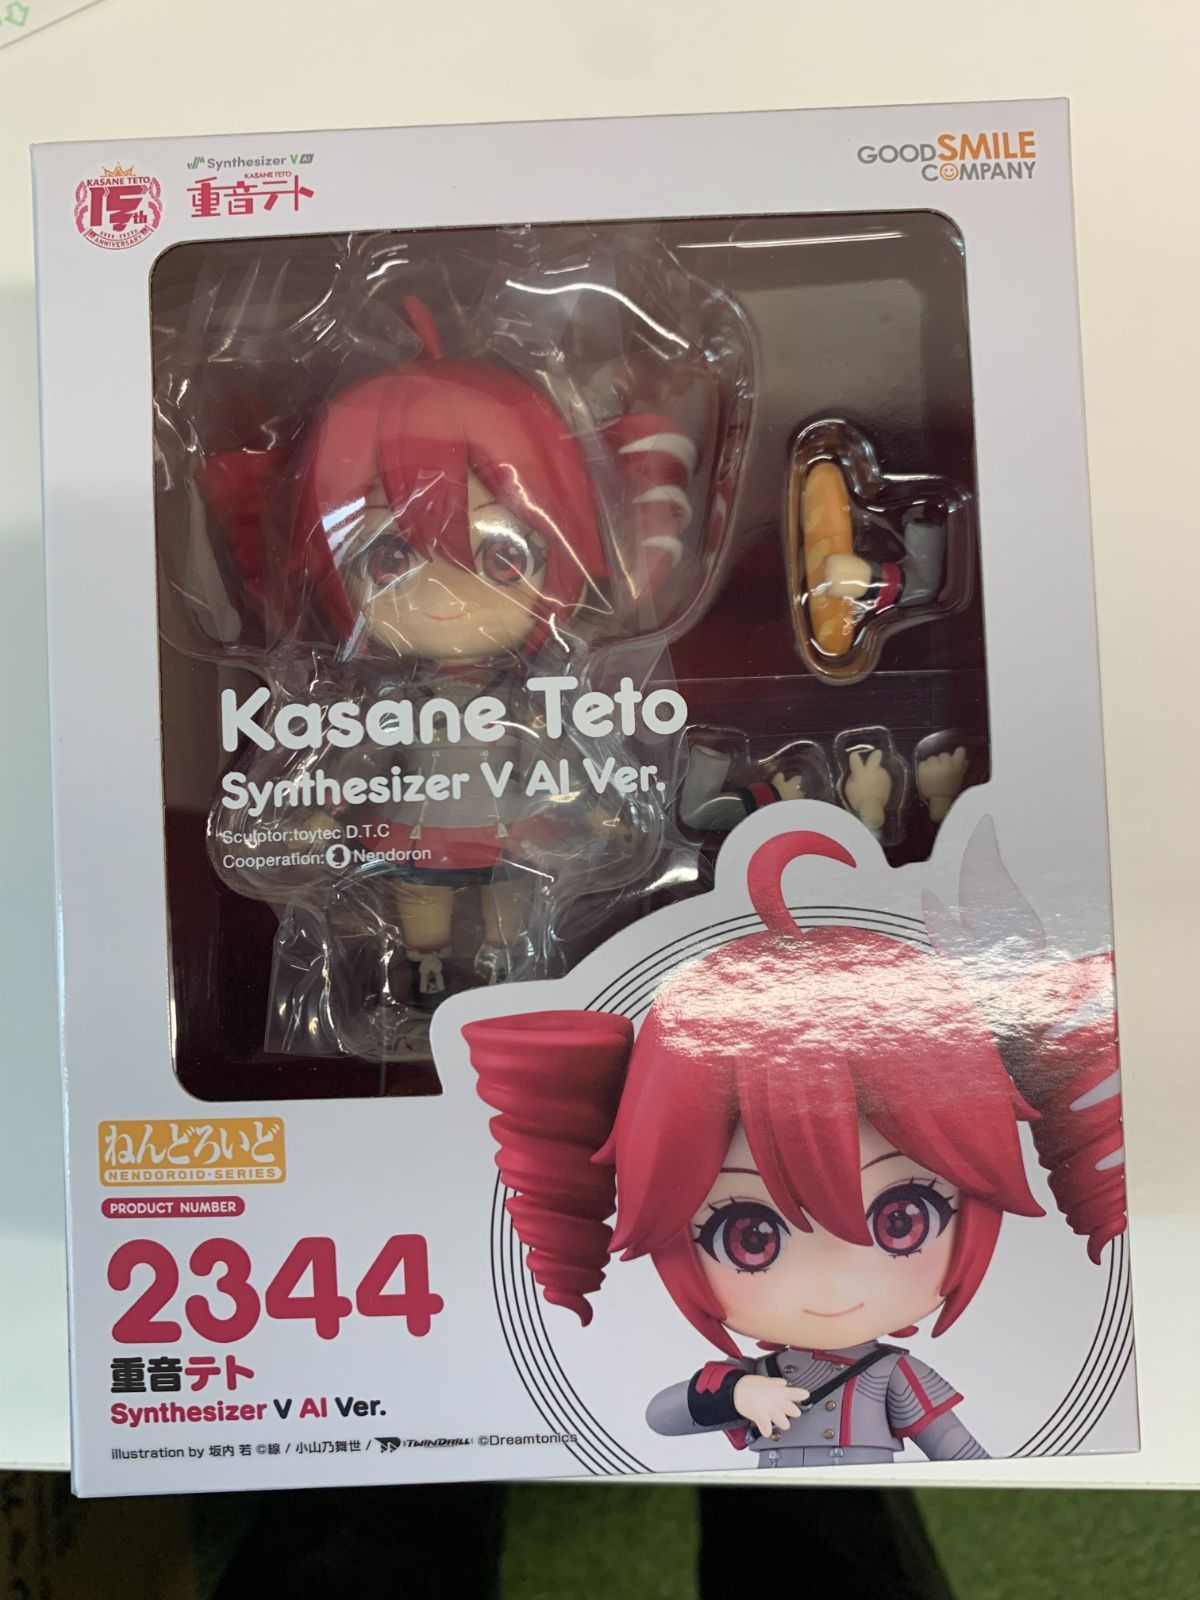 KASANE TETO
15th
ANNIVERSARY
Synthesizer V AI
KASANE TETO
重音テト
GOOD SMILE
COMPANY
Kasane Teto
Synthesizer V AI Ver.
Sculptor:toytec D.T.C
Cooperation: Nendoron
ねんどろいど
NENDOROID・SERIES
PRODUCT NUMBER
2344
重音テト
Synthesizer V AI Ver.
illustration by 坂内 若 ©線 / 小山乃舞世 / TWINDRILL ©Dreamtonics